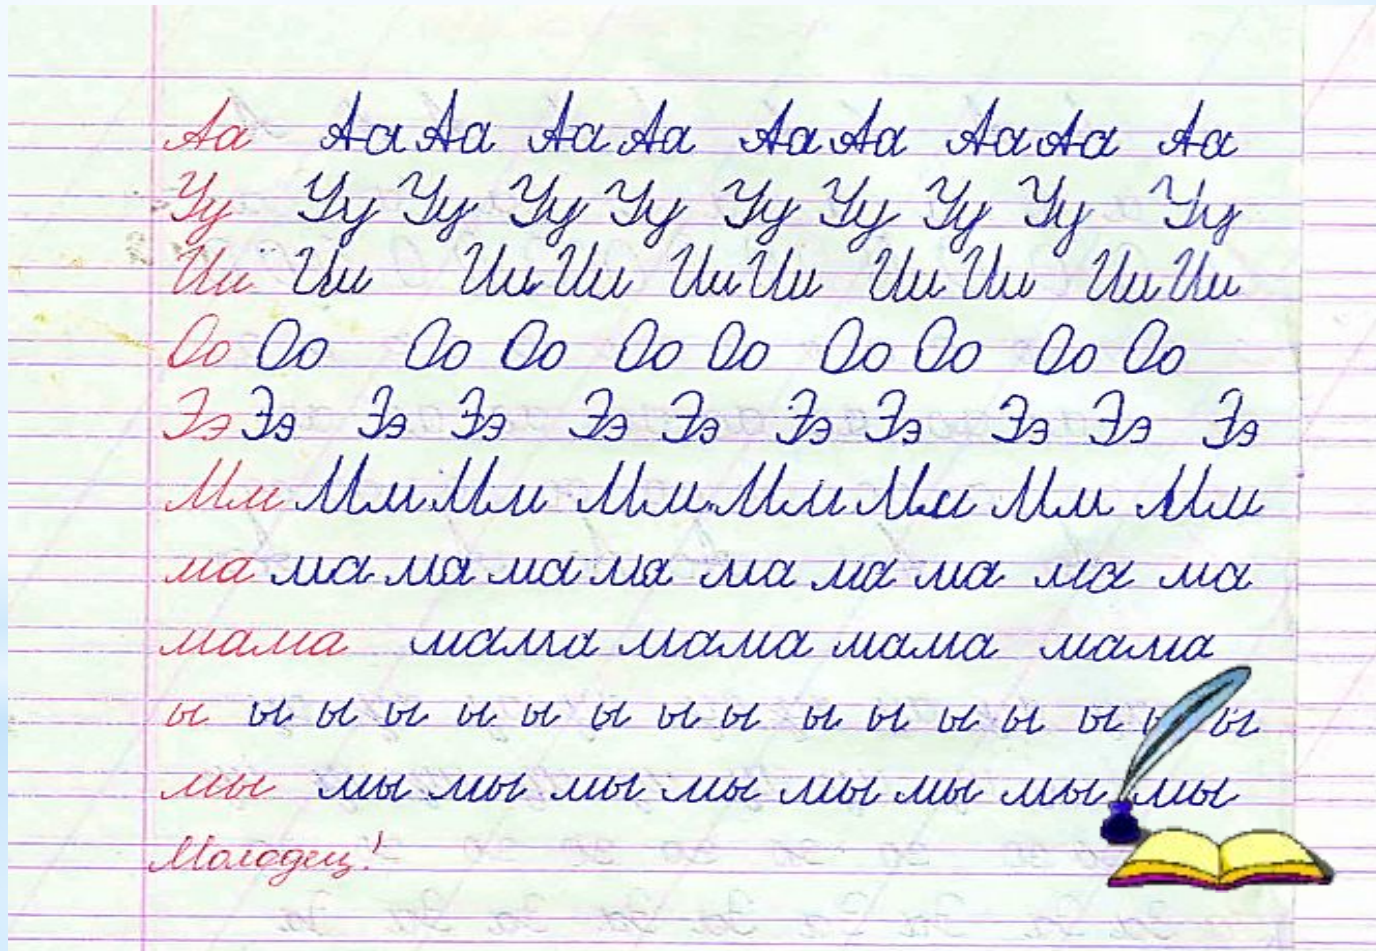 Аа Аа Аа Аа Аа Аа Аа Аа Аа Аа
Уу Уу Уу Уу Уу Уу Уу Уу Уу Уу
Ии Ии Ии Ии Ии Ии Ии Ии Ии Ии
Оо Оо Оо Оо Оо Оо Оо Оо Оо Оо
Ээ Ээ Ээ Ээ Ээ Ээ Ээ Ээ Ээ Ээ Ээ
Мм Мм Мм Мм Мм Мм Мм Мм
ма ма ма ма ма ма ма ма ма ма
мама мама мама мама мама
ы ы ы ы ы ы ы ы ы ы ы ы ы ы ы ы
мы мы мы мы мы мы мы мы мы
Молодец!